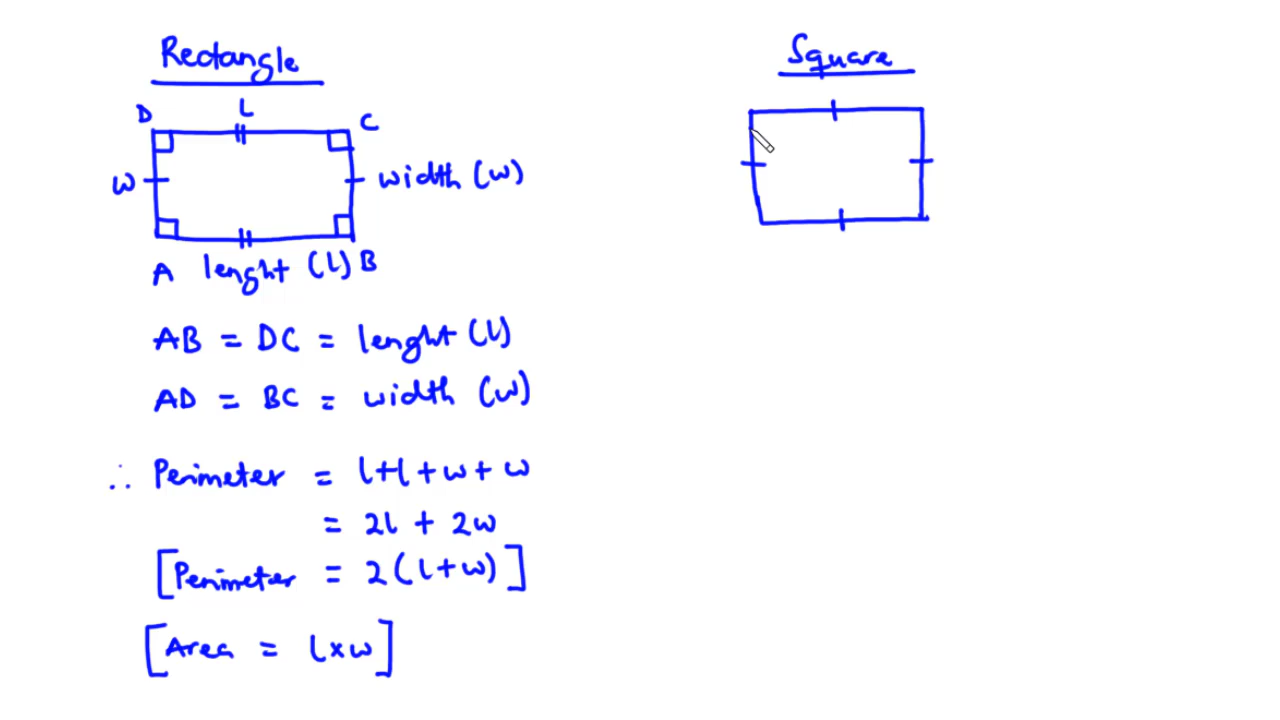 Rectangle
D L C
W width (w)
A lenght (l) B
AB = DC = lenght (l)
AD = BC = width (w)
∴ Perimeter = l+l+w+w
= 2l + 2w
[Perimeter = 2(l+w)]
[Area = l×w]
Square